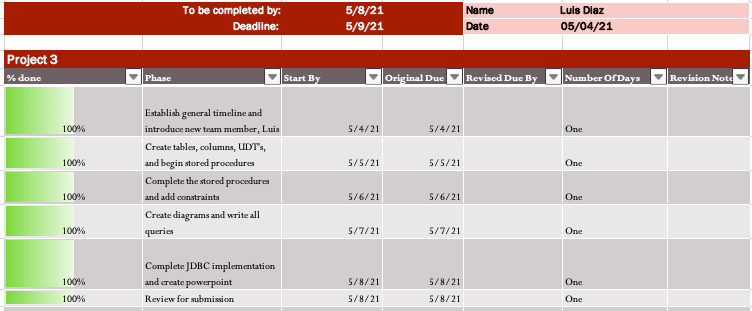 To be completed by: 5/8/21 Name Luis Diaz
Deadline: 5/9/21 Date 05/04/21
Project 3
% done Phase Start By Original Due Revised Due By Number Of Days Revision Note
Establish general timeline and
100% introduce new team member, Luis 5/4/21 5/4/21 One
Create tables, columns, UDT's,
100% and begin stored procedures 5/5/21 5/5/21 One
Complete the stored procedures
100% and add constraints 5/6/21 5/6/21 One
Create diagrams and write all
100% queries 5/7/21 5/7/21 One
Complete JDBC implementation
100% and create powerpoint 5/8/21 5/8/21 One
100% Review for submission 5/8/21 5/8/21 One